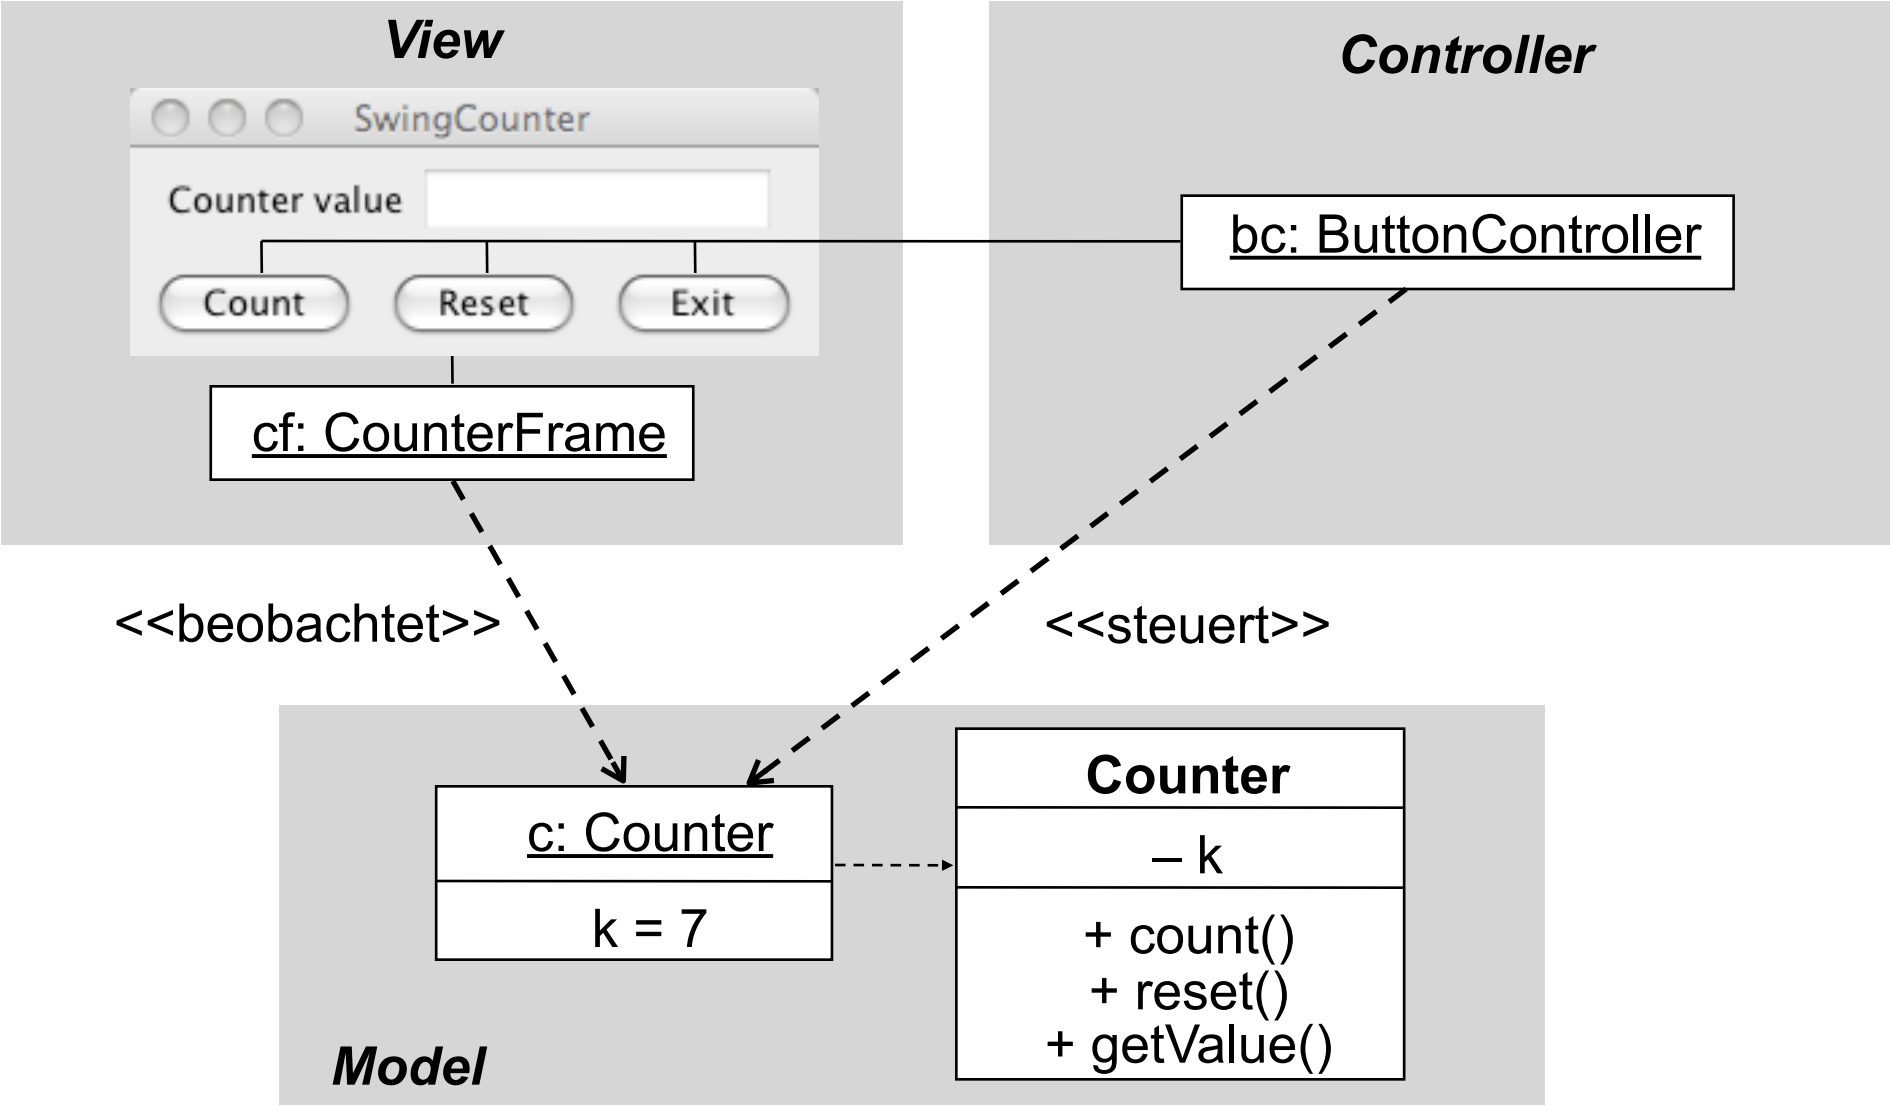 View
SwingCounter
Counter value
Count Reset Exit
cf: CounterFrame
Controller
bc: ButtonController
<<beobachtet>>
<<steuert>>
c: Counter
k = 7
Counter
– k
+ count()
+ reset()
+ getValue()
Model